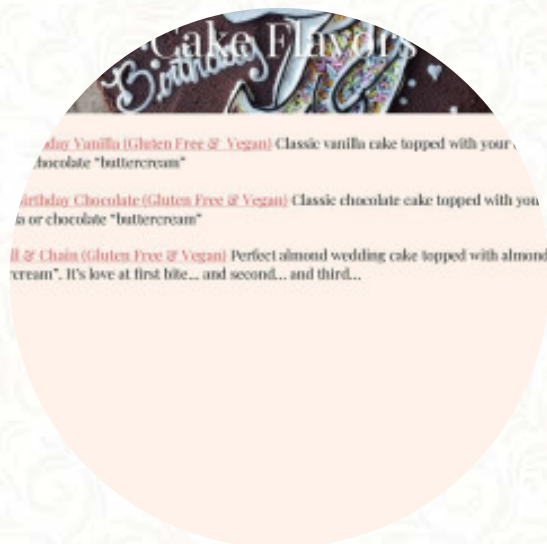 Cake Flavors
Birthday
day Vanilla (Gluten Free & Vegan) Classic vanilla cake topped with your
chocolate "buttercream"
Birthday Chocolate (Gluten Free & Vegan) Classic chocolate cake topped with you
or chocolate "buttercream"
& Chain (Gluten Free & Vegan) Perfect almond wedding cake topped with almond
cream". It's love at first bite... and second... and third...